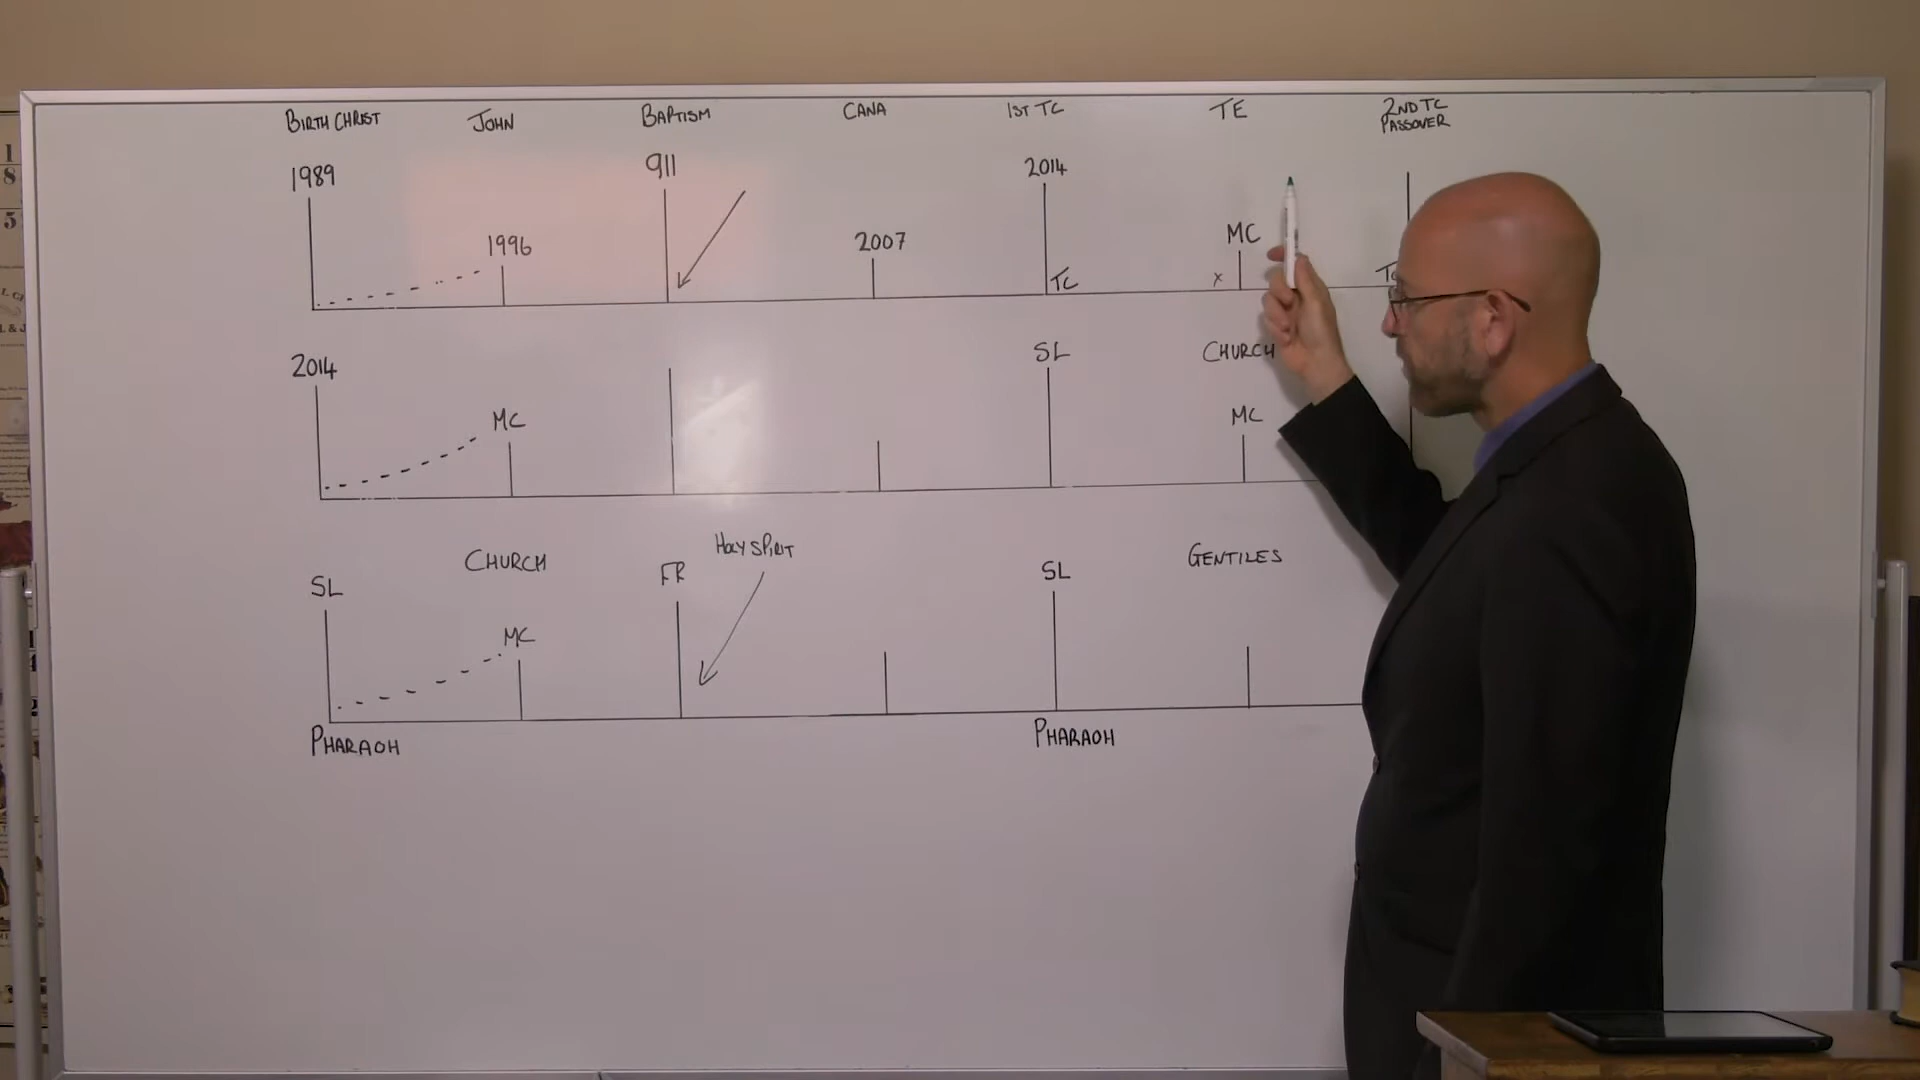 BIRTH CHRIST JOHN BAPTISM CANA 1ST TC TE 2ND TC
PASSOVER
1989 1996 911 2007 2014 MC
TC x
2014 MC SL CHURCH
MC
SL CHURCH MC FR HOLY SPIRIT SL GENTILES
PHARAOH PHARAOH